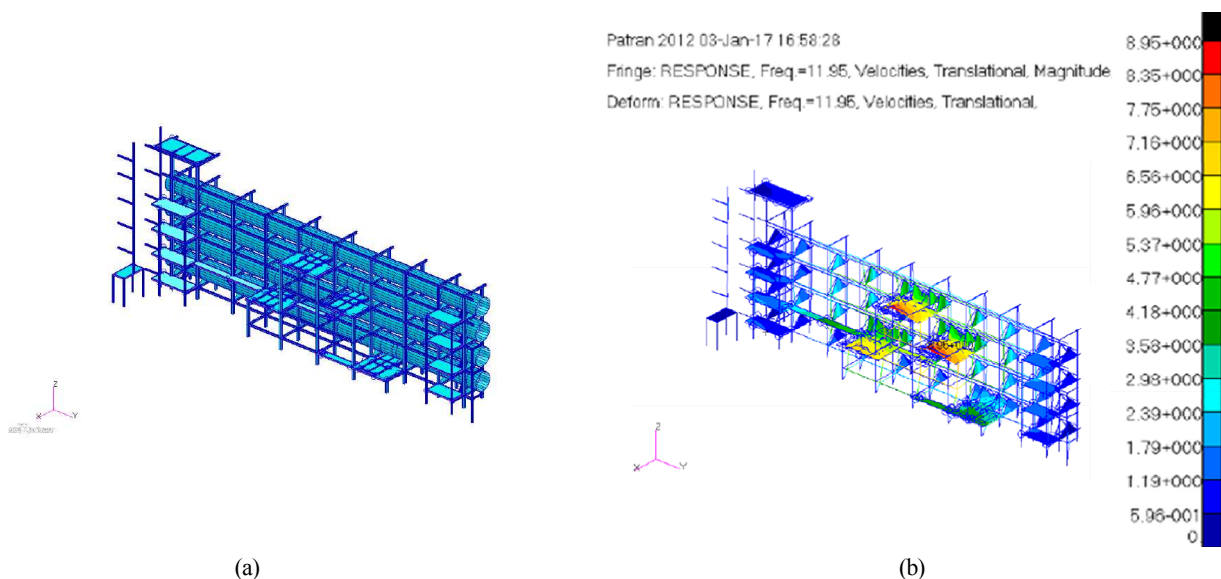 Patran 2012 03-Jan-17 16:58:28
Fringe: RESPONSE, Freq.=11.95, Velocities, Translational, Magnitude
Deform: RESPONSE, Freq.=11.95, Velocities, Translational,
8.95+000
8.35+000
7.75+000
7.16+000
6.56+000
5.96+000
5.37+000
4.77+000
4.18+000
3.58+000
2.98+000
2.39+000
1.79+000
1.19+000
5.96-001
0
Z
X Y
Z
X Y
(a)
(b)